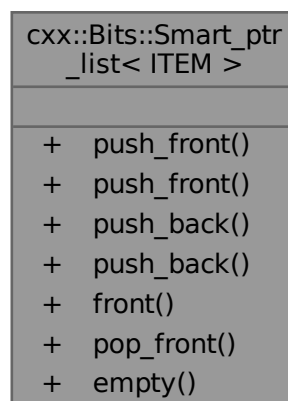 cxx::Bits::Smart_ptr
_list< ITEM >
+ push_front()
+ push_front()
+ push_back()
+ push_back()
+ front()
+ pop_front()
+ empty()